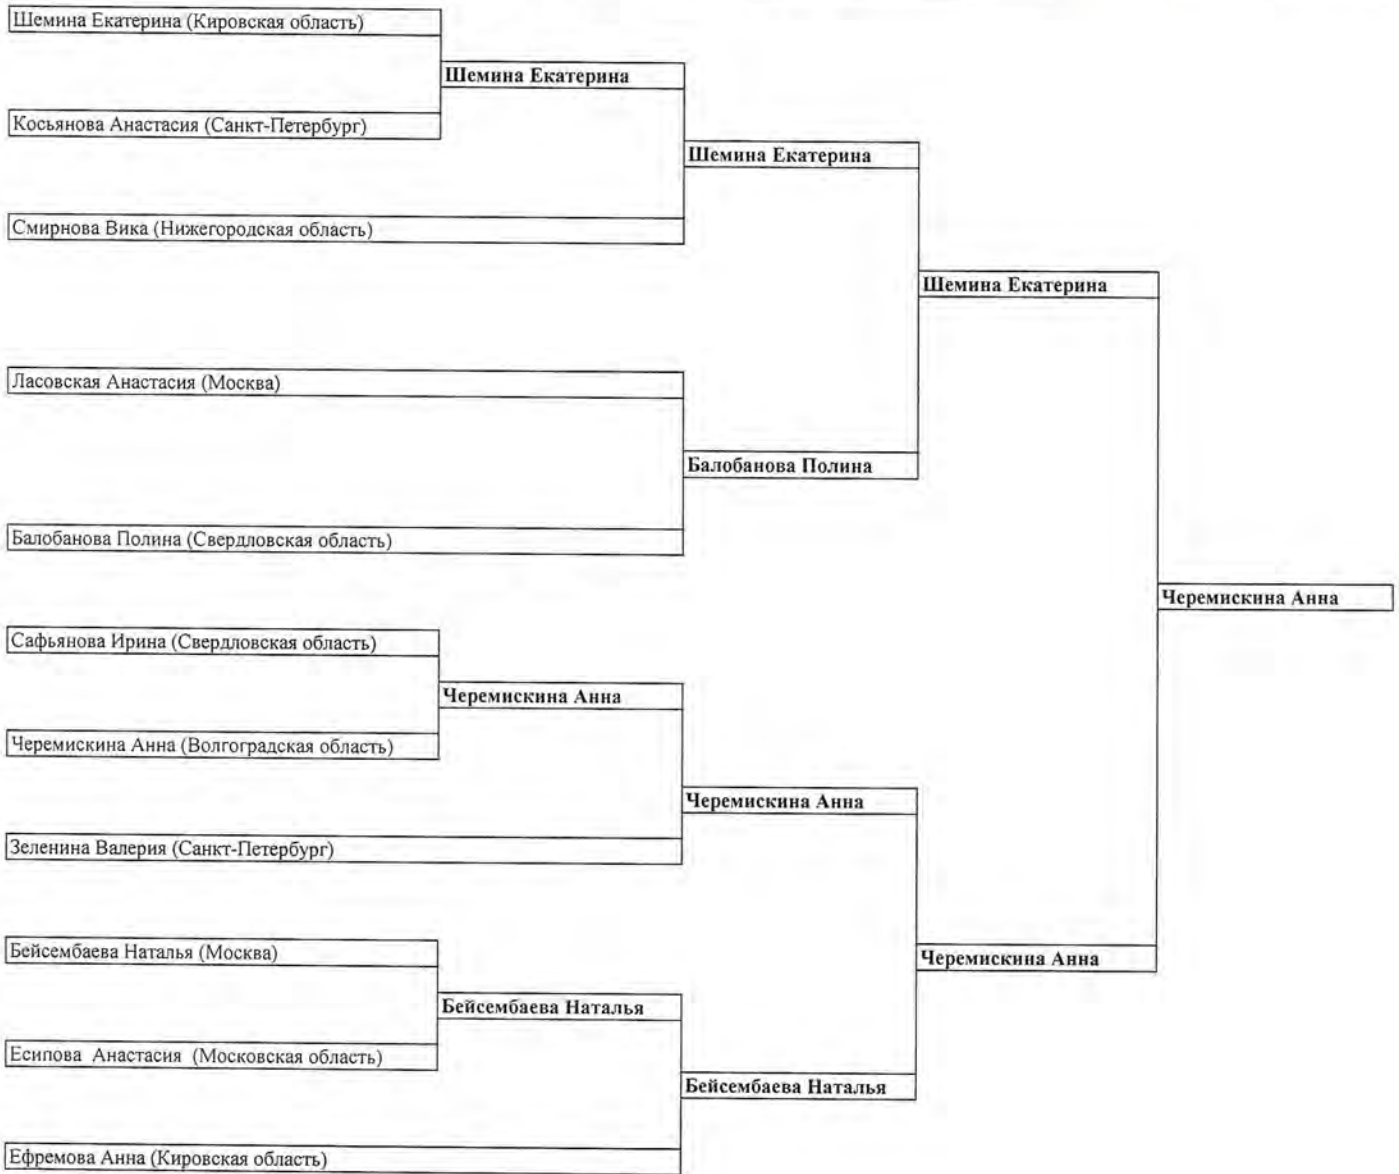 Шемина Екатерина (Кировская область)
Шемина Екатерина
Косьянова Анастасия (Санкт-Петербург)
Шемина Екатерина
Смирнова Вика (Нижегородская область)
Шемина Екатерина
Ласовская Анастасия (Москва)
Балобанова Полина
Балобанова Полина (Свердловская область)
Черемискина Анна
Сафьянова Ирина (Свердловская область)
Черемискина Анна
Черемискина Анна (Волгоградская область)
Черемискина Анна
Зеленина Валерия (Санкт-Петербург)
Бейсембаева Наталья (Москва)
Черемискина Анна
Бейсембаева Наталья
Есипова Анастасия (Московская область)
Бейсембаева Наталья
Ефремова Анна (Кировская область)